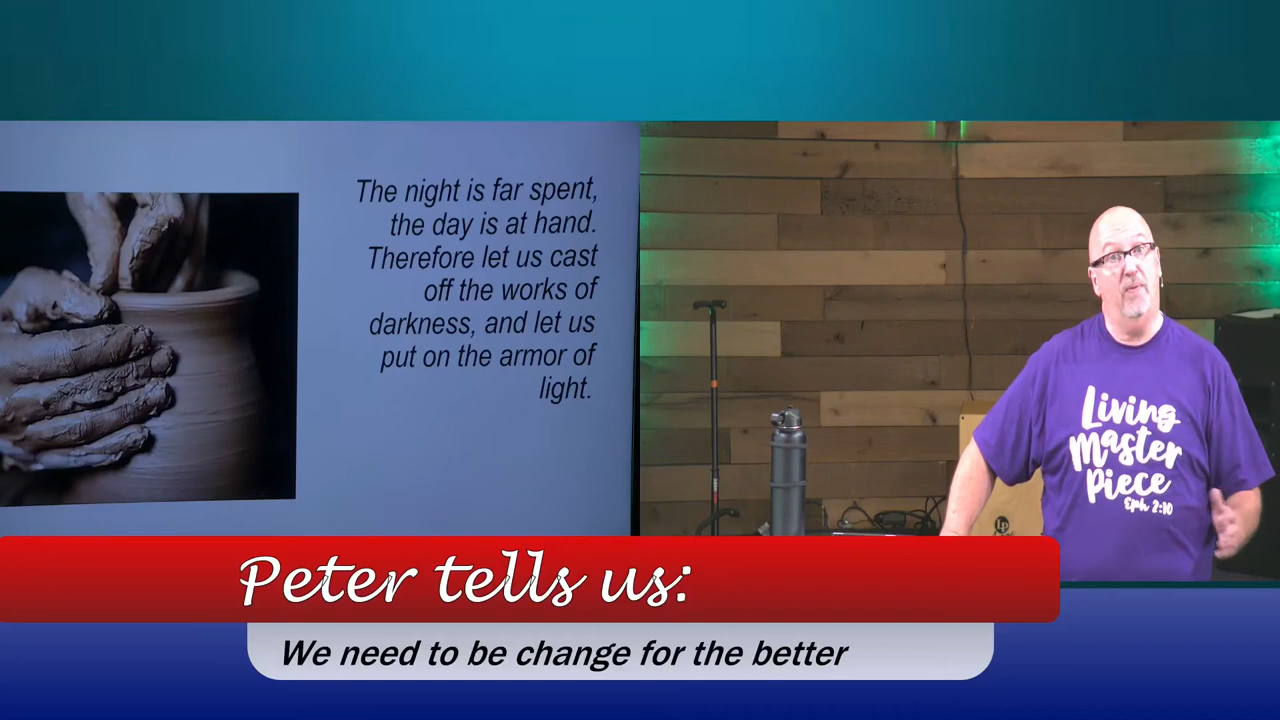 The night is far spent,
the day is at hand.
Therefore let us cast
off the works of
darkness, and let us
put on the armor of
light.
Living
Master
Piece
Eph 2:10
LP
Peter tells us:
We need to be change for the better